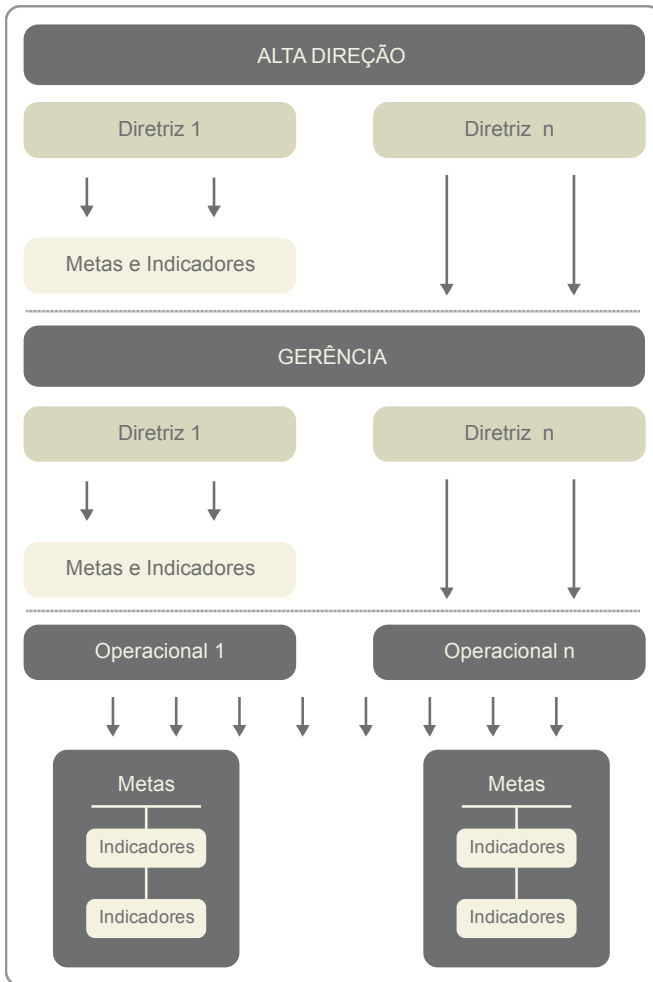 ALTA DIREÇÃO
Diretriz 1
Diretriz n
Metas e Indicadores
GERÊNCIA
Diretriz 1
Diretriz n
Metas e Indicadores
Operacional 1
Operacional n
Metas
Indicadores
Indicadores
Metas
Indicadores
Indicadores